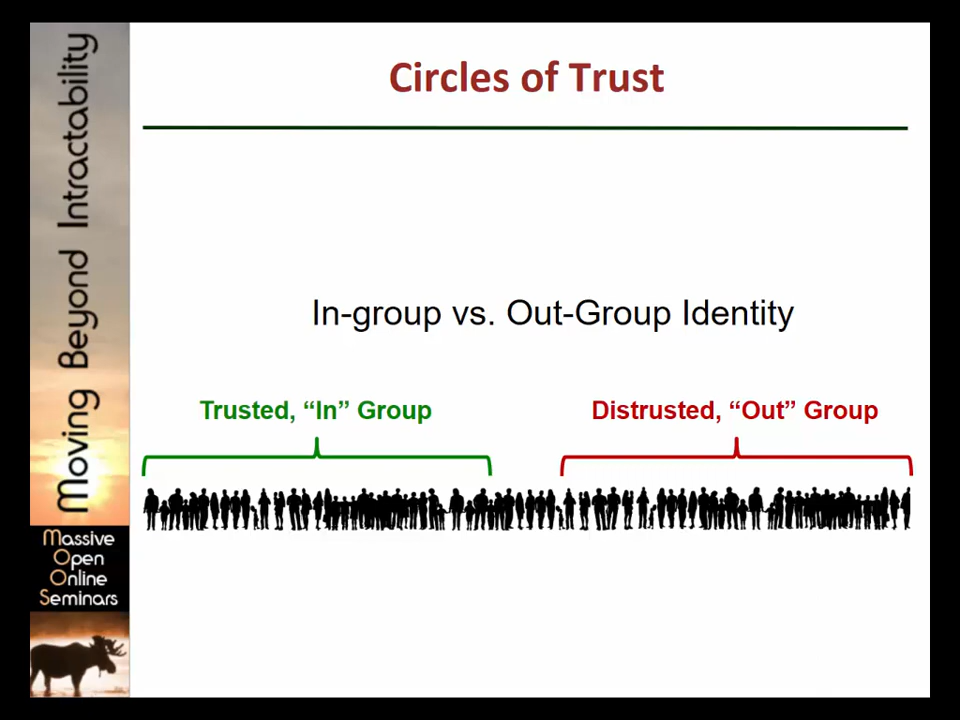 Circles of Trust
In-group vs. Out-Group Identity
Trusted, “In” Group
Distrusted, “Out” Group
Moving Beyond Intractability
Massive
Open
Online
Seminars